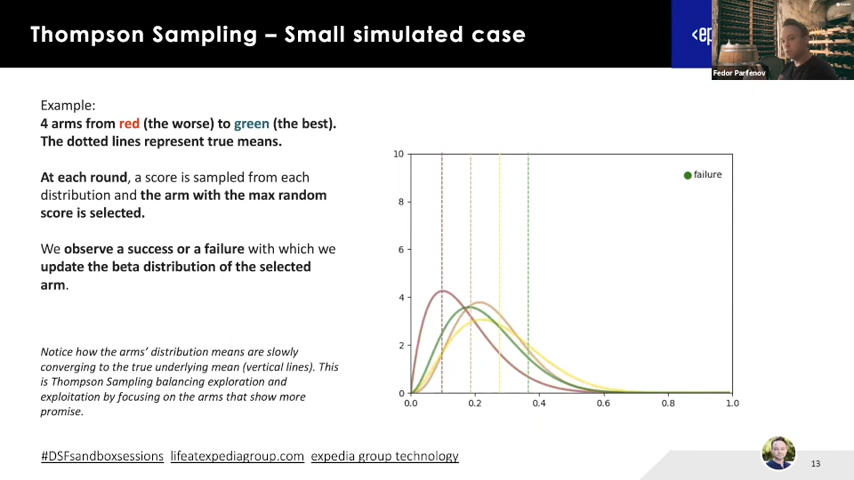 Thompson Sampling – Small simulated case
<ep
Fedor Parfenov
Example:
4 arms from red (the worse) to green (the best).
The dotted lines represent true means.
At each round, a score is sampled from each
distribution and the arm with the max random
score is selected.
We observe a success or a failure with which we
update the beta distribution of the selected
arm.
Notice how the arms' distribution means are slowly
converging to the true underlying mean (vertical lines). This
is Thompson Sampling balancing exploration and
exploitation by focusing on the arms that show more
promise.
10
8
6
4
2
0
failure
0.0 0.2 0.4 0.6 0.8 1.0
#DSFsandboxsessions lifeatexpediagroup.com expedia group technology
13